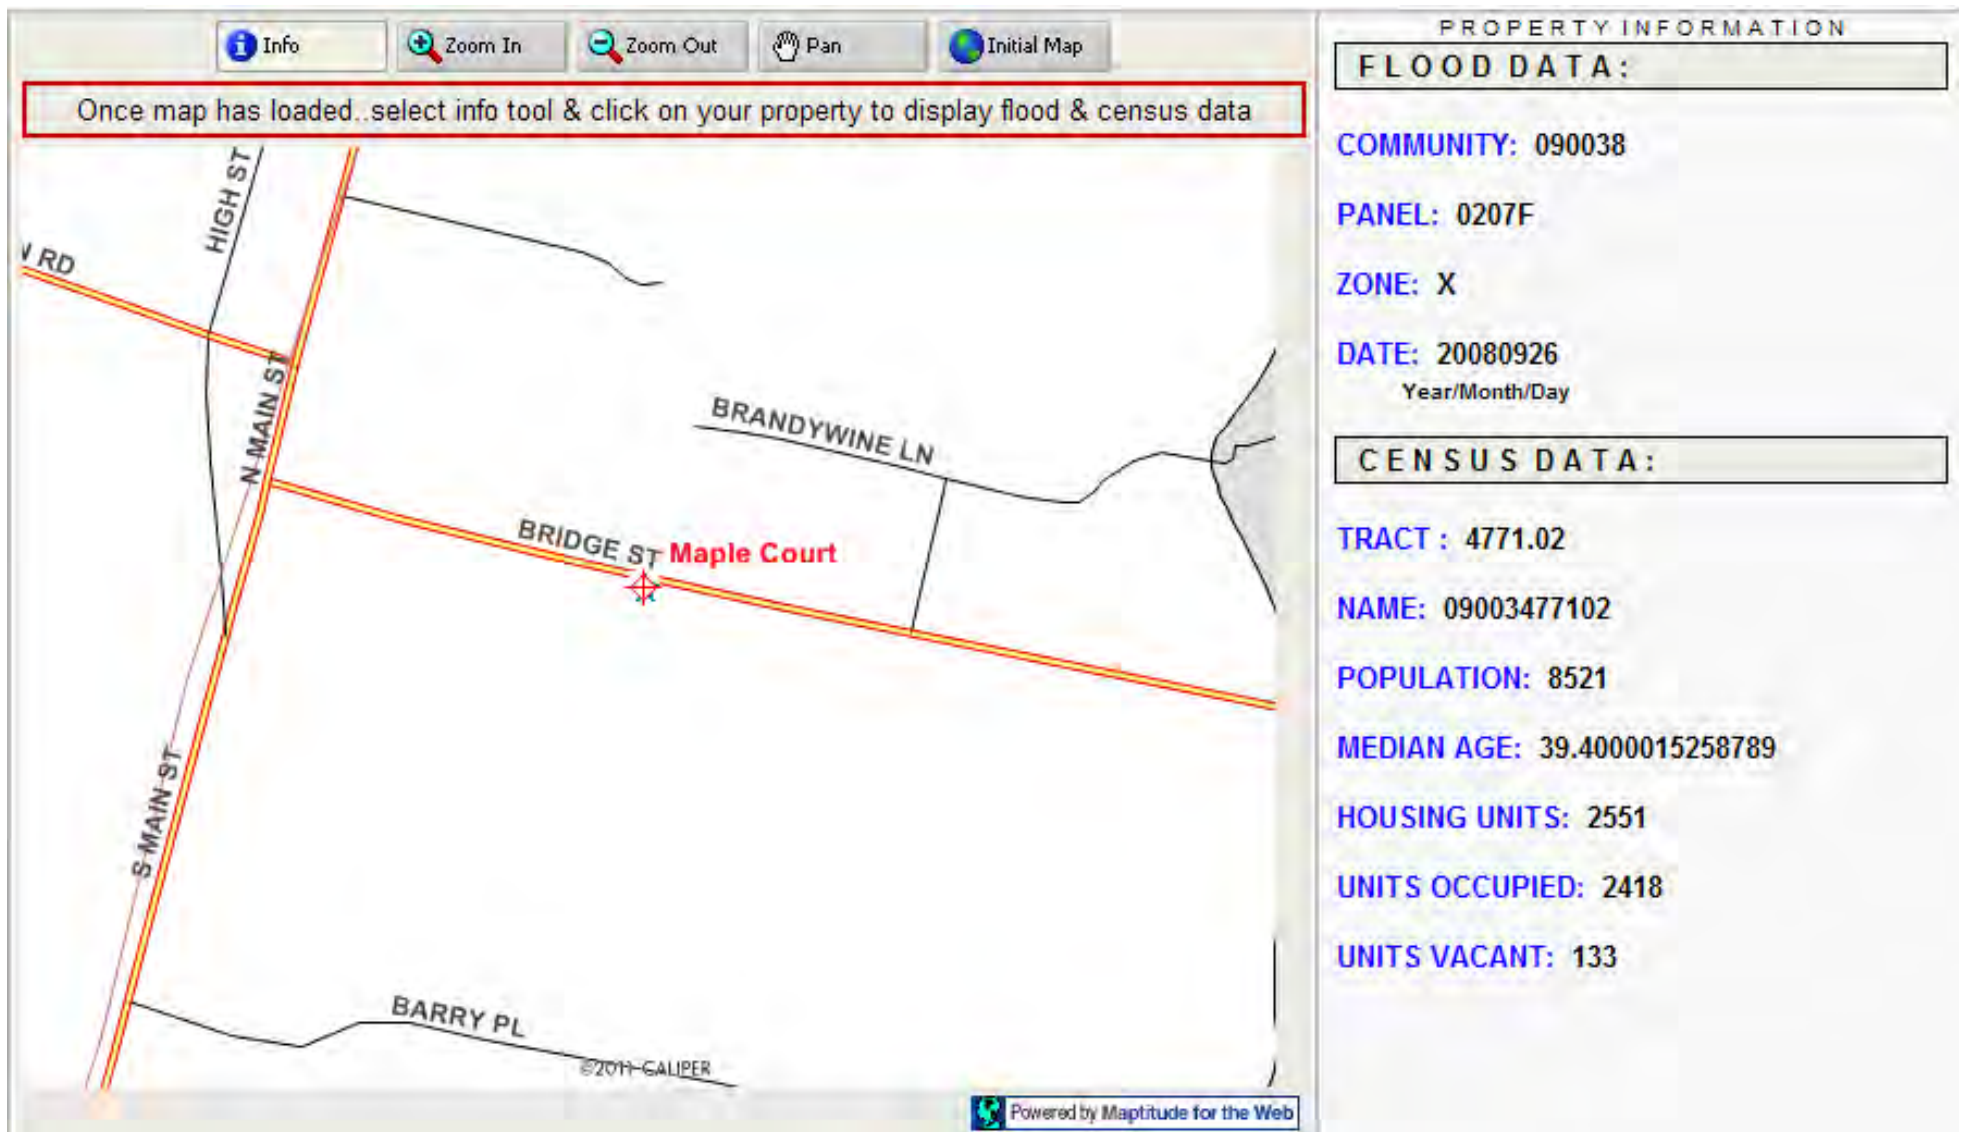 Info
Zoom In
Zoom Out
Pan
Initial Map
Once map has loaded..select info tool & click on your property to display flood & census data
HIGH ST
N RD
N MAIN ST
BRANDYWINE LN
BRIDGE ST
Maple Court
S MAIN ST
BARRY PL
©2011 CALIPER
Powered by Maptitude for the Web
PROPERTY INFORMATION
FLOOD DATA:
COMMUNITY: 090038
PANEL: 0207F
ZONE: X
DATE: 20080926
Year/Month/Day
CENSUS DATA:
TRACT : 4771.02
NAME: 09003477102
POPULATION: 8521
MEDIAN AGE: 39.4000015258789
HOUSING UNITS: 2551
UNITS OCCUPIED: 2418
UNITS VACANT: 133